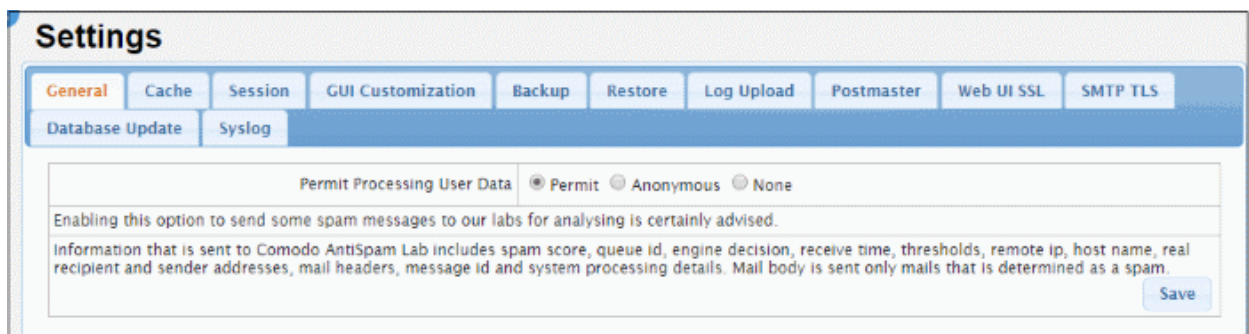 Settings
General Cache Session GUI Customization Backup Restore Log Upload Postmaster Web UI SSL SMTP TLS
Database Update Syslog
Permit Processing User Data Permit Anonymous None
Enabling this option to send some spam messages to our labs for analysing is certainly advised.
Information that is sent to Comodo AntiSpam Lab includes spam score, queue id, engine decision, receive time, thresholds, remote ip, host name, real
recipient and sender addresses, mail headers, message id and system processing details. Mail body is sent only mails that is determined as a spam.
Save